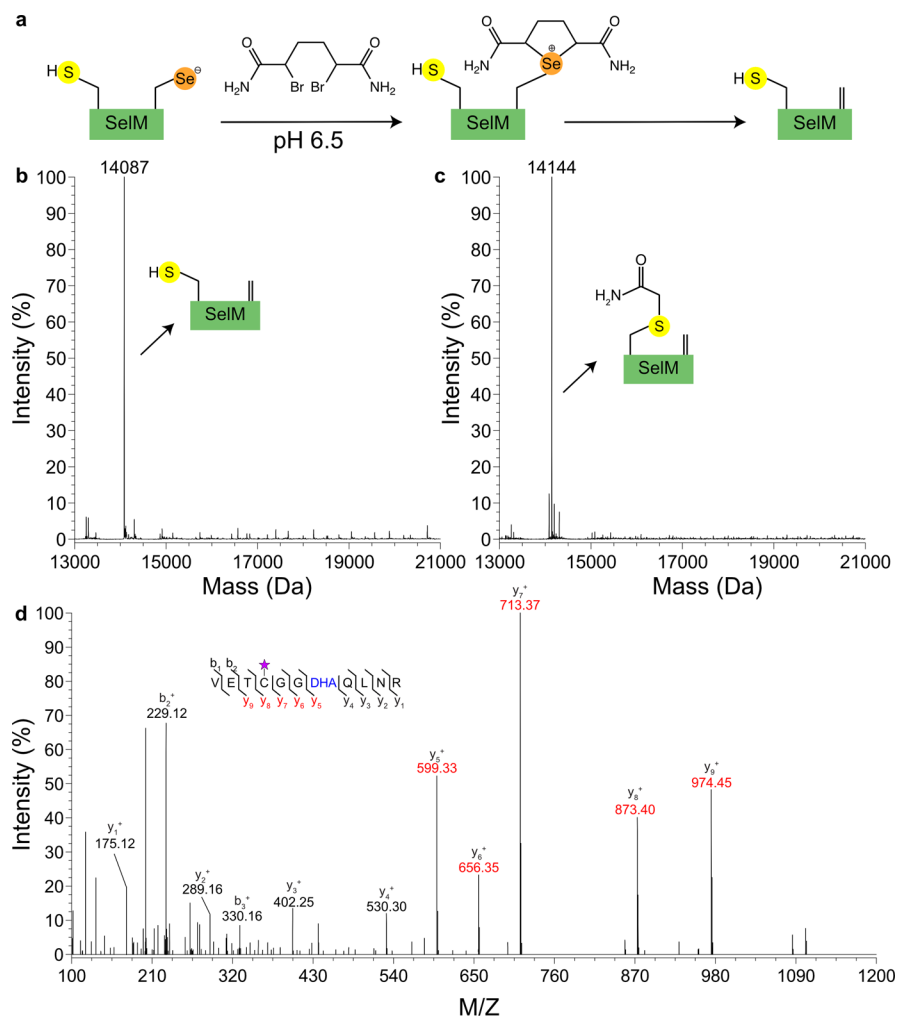 a
O O
HS Se⊖ H₂N Br Br NH₂ HS O Se⊕ O H₂N NH₂ HS
SelM pH 6.5 SelM SelM
b 14087
100
90
80
70
60
50
40
30
20
10
0
Intensity (%)
H S
SelM
13000 15000 17000 19000 21000
Mass (Da)
c 14144
100
90
80
70
60
50
40
30
20
10
0
Intensity (%)
O
H₂N
S
SelM
13000 15000 17000 19000 21000
Mass (Da)
d
100
90
80
70
60
50
40
30
20
10
0
Intensity (%)
b₁ b₂
V E T C G G DHA Q L N R
y₉ y₈ y₇ y₆ y₅ y₄ y₃ y₂ y₁
y₁⁺
175.12
b₂⁺
229.12
y₂⁺
289.16
b₃⁺
330.16
y₃⁺
402.25
y₄⁺
530.30
y₅⁺
599.33
y₆⁺
656.35
y₇⁺
713.37
y₈⁺
873.40
y₉⁺
974.45
100 210 320 430 540 650 760 870 980 1090 1200
M/Z